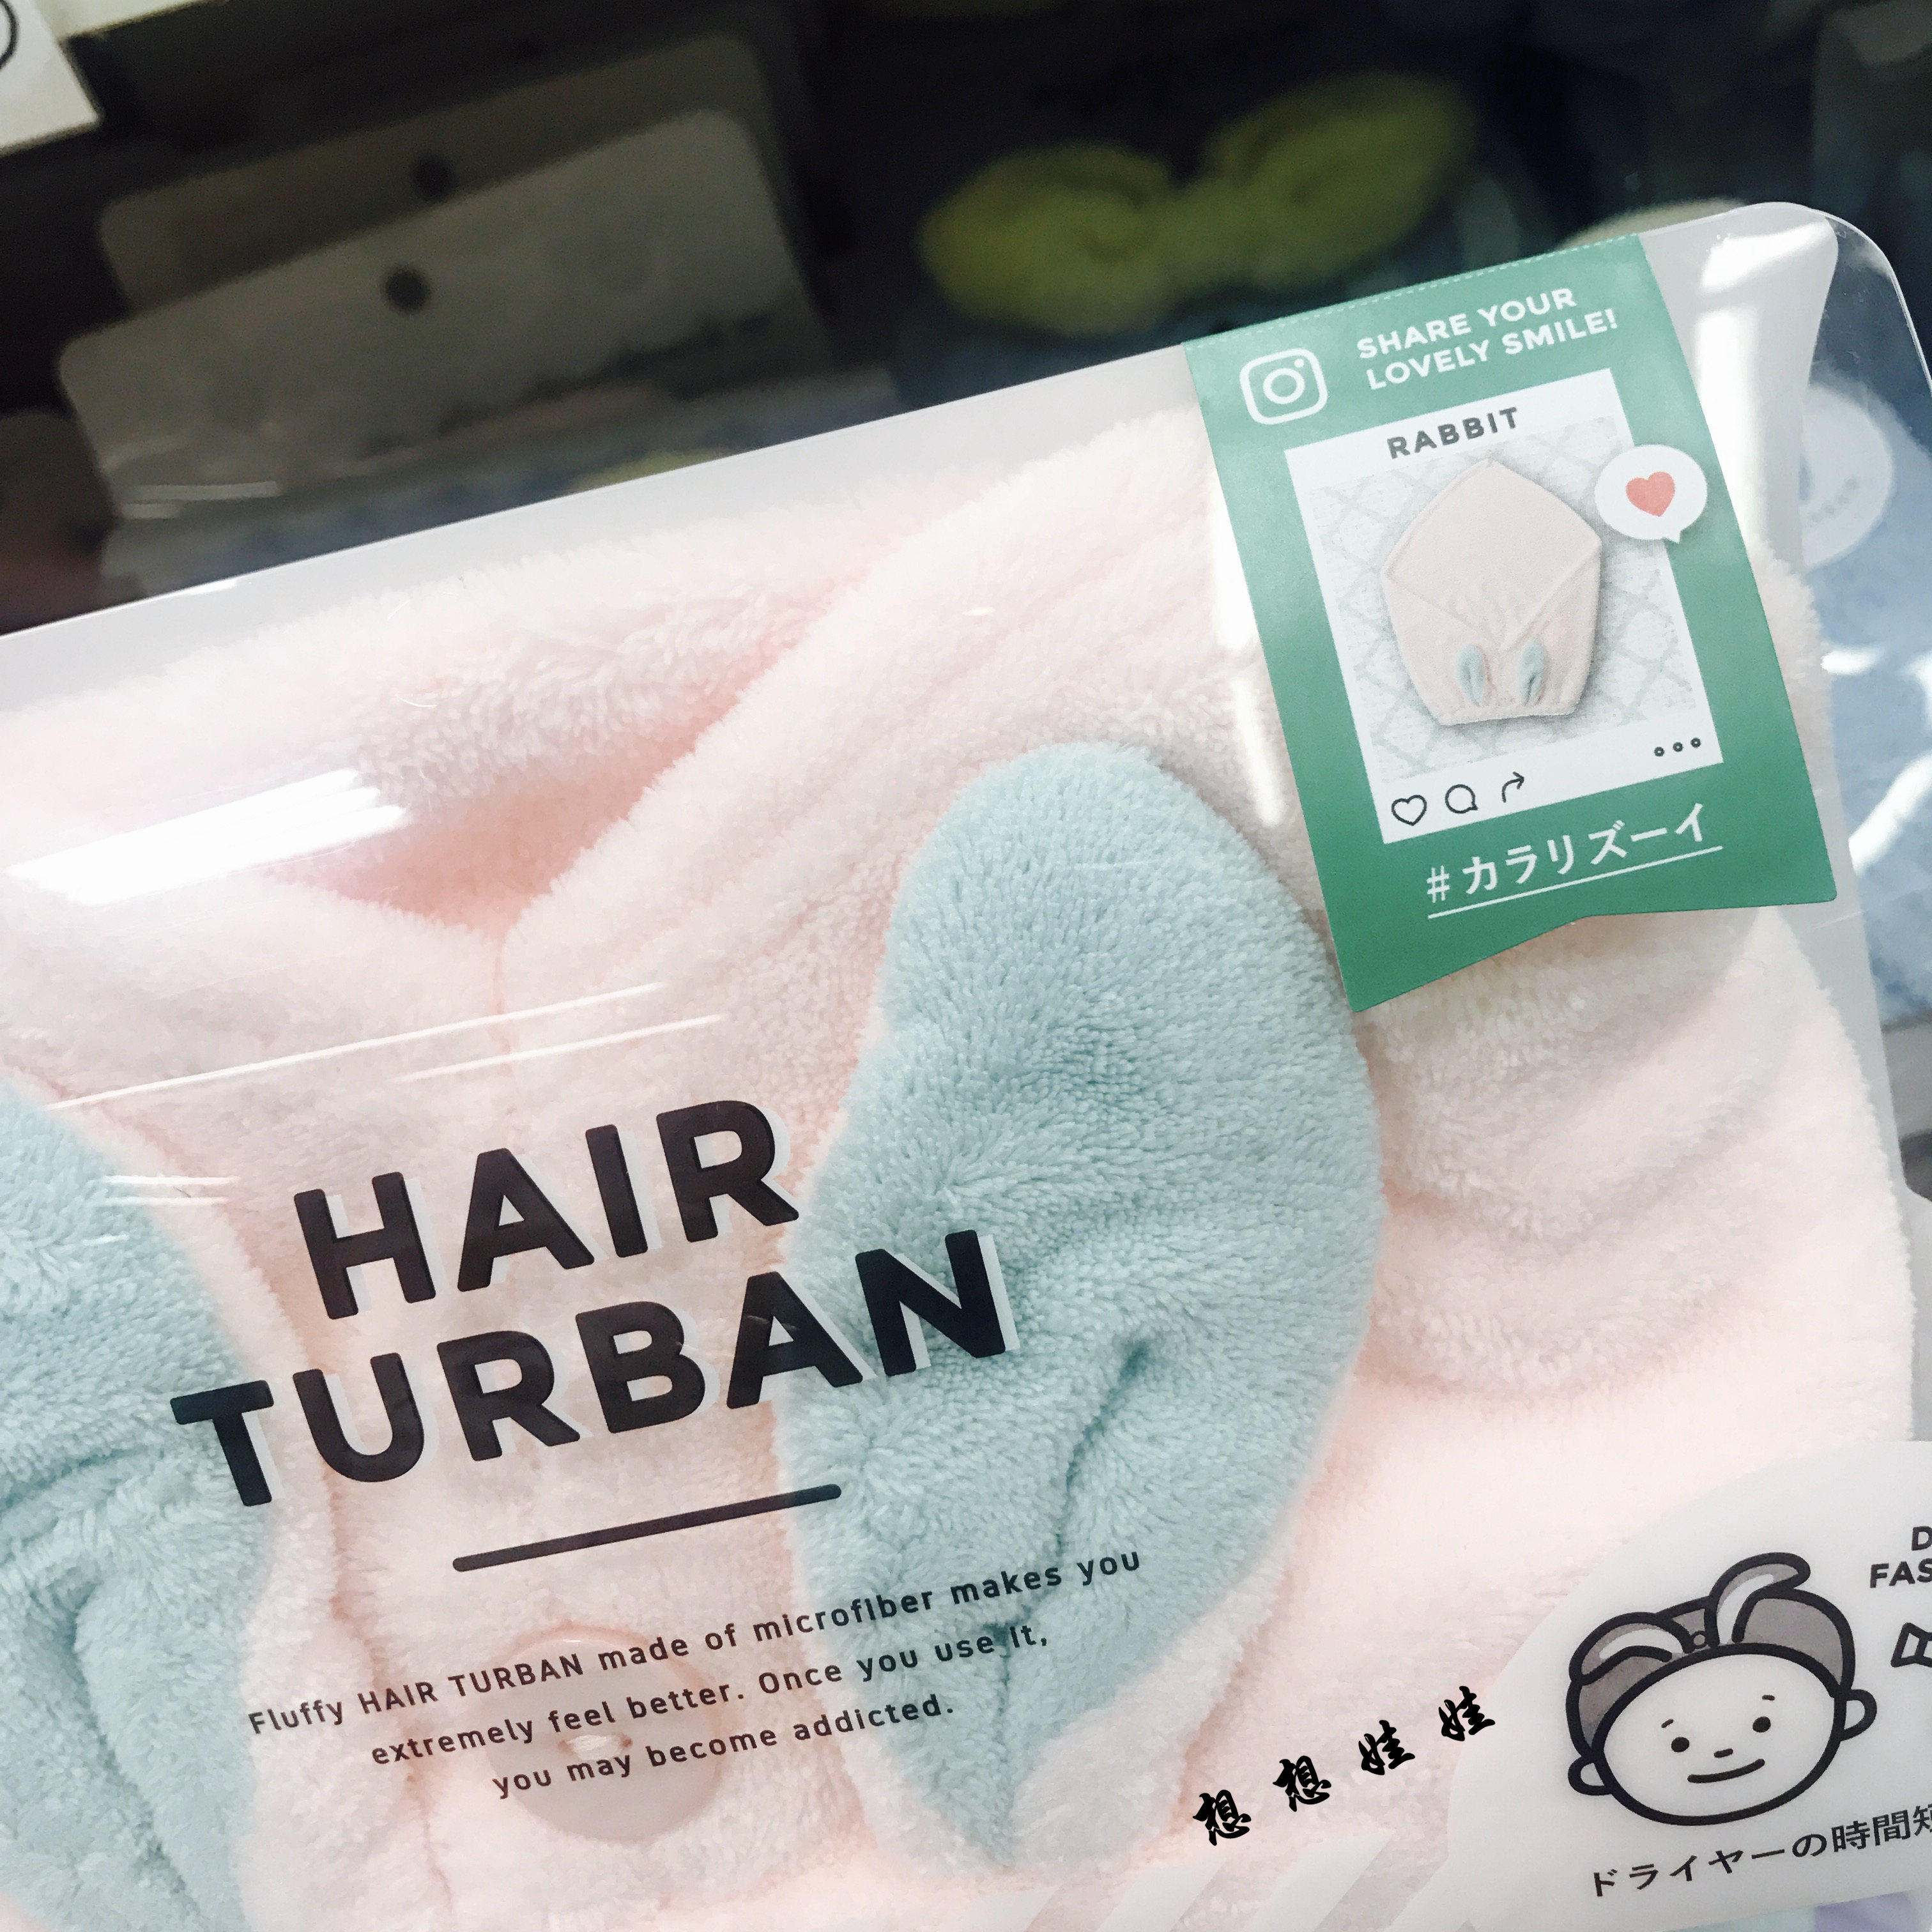 SHARE YOUR
LOVELY SMILE!
RABBIT
#カラリズーイ
HAIR
TURBAN
Fluffy HAIR TURBAN made of microfiber makes you
extremely feel better. Once you use it,
you may become addicted.
想想娃娃
ドライヤーの時間短